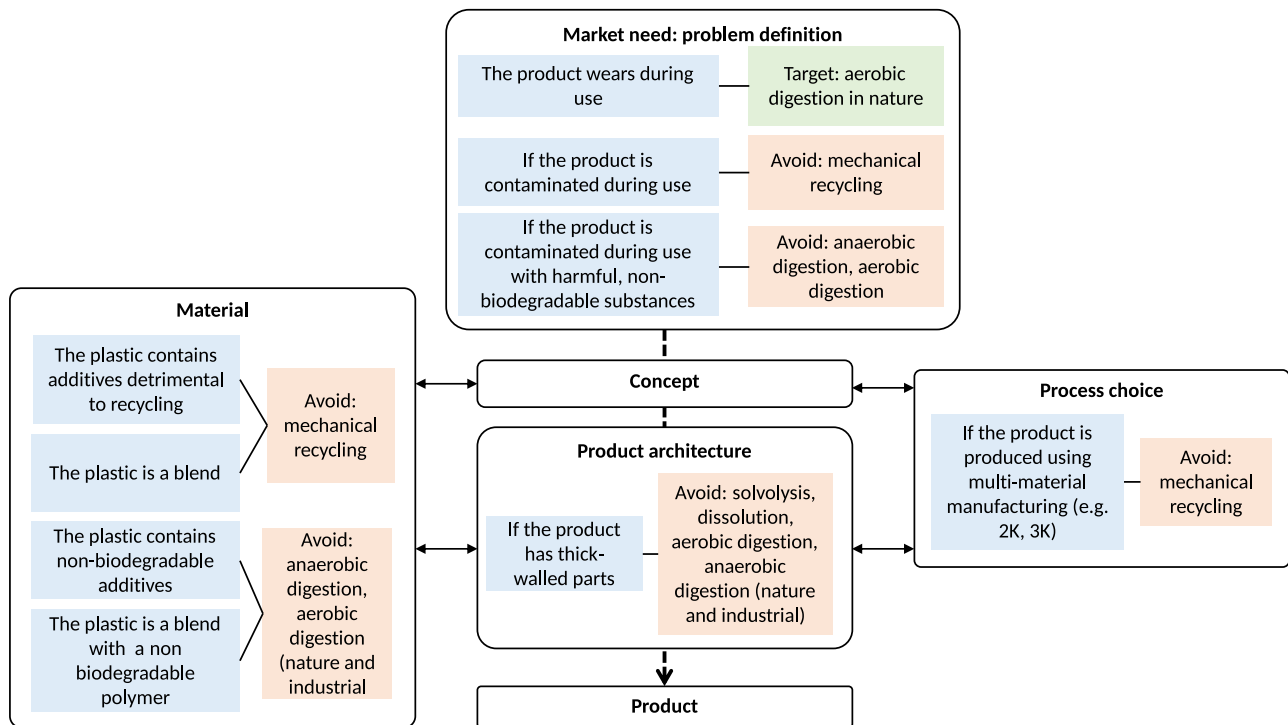 Market need: problem definition
The product wears during
use
Target: aerobic
digestion in nature
If the product is
contaminated during use
Avoid: mechanical
recycling
If the product is
contaminated during use
with harmful, non-
biodegradable substances
Avoid: anaerobic
digestion, aerobic
digestion
Material
The plastic contains
additives detrimental
to recycling
The plastic is a blend
Avoid:
mechanical
recycling
The plastic contains
non-biodegradable
additives
The plastic is a blend
with a non
biodegradable
polymer
Avoid:
anaerobic
digestion,
aerobic
digestion
(nature and
industrial
Concept
Product architecture
If the product
has thick-
walled parts
Avoid: solvolysis,
dissolution,
aerobic digestion,
anaerobic
digestion (nature
and industrial)
Process choice
If the product is
produced using
multi-material
manufacturing (e.g.
2K, 3K)
Avoid:
mechanical
recycling
Product